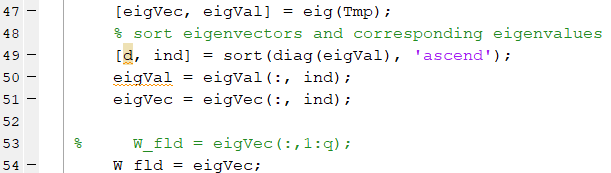 47 − [eigVec, eigVal] = eig(Tmp);
48 % sort eigenvectors and corresponding eigenvalues
49 − [d, ind] = sort(diag(eigVal), 'ascend');
50 − eigVal = eigVal(:, ind);
51 − eigVec = eigVec(:, ind);
52
53 % W_fld = eigVec(:,1:q);
54 − W_fld = eigVec;